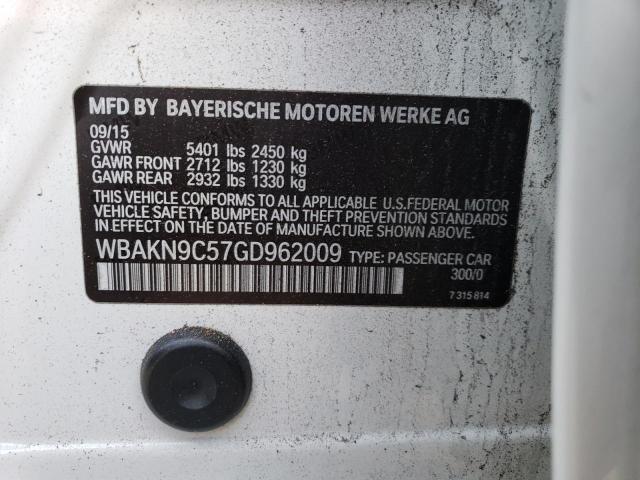 MFD BY BAYERISCHE MOTOREN WERKE AG
09/15
GVWR 5401 lbs 2450 kg
GAWR FRONT 2712 lbs 1230 kg
GAWR REAR 2932 lbs 1330 kg
THIS VEHICLE CONFORMS TO ALL APPLICABLE U.S.FEDERAL MOTOR
VEHICLE SAFETY, BUMPER AND THEFT PREVENTION STANDARDS
IN EFFECT ON THE DATE OF MANUFACTURE SHOWN ABOVE.
WBAKN9C57GD962009 TYPE: PASSENGER CAR
300/0
7 315 814